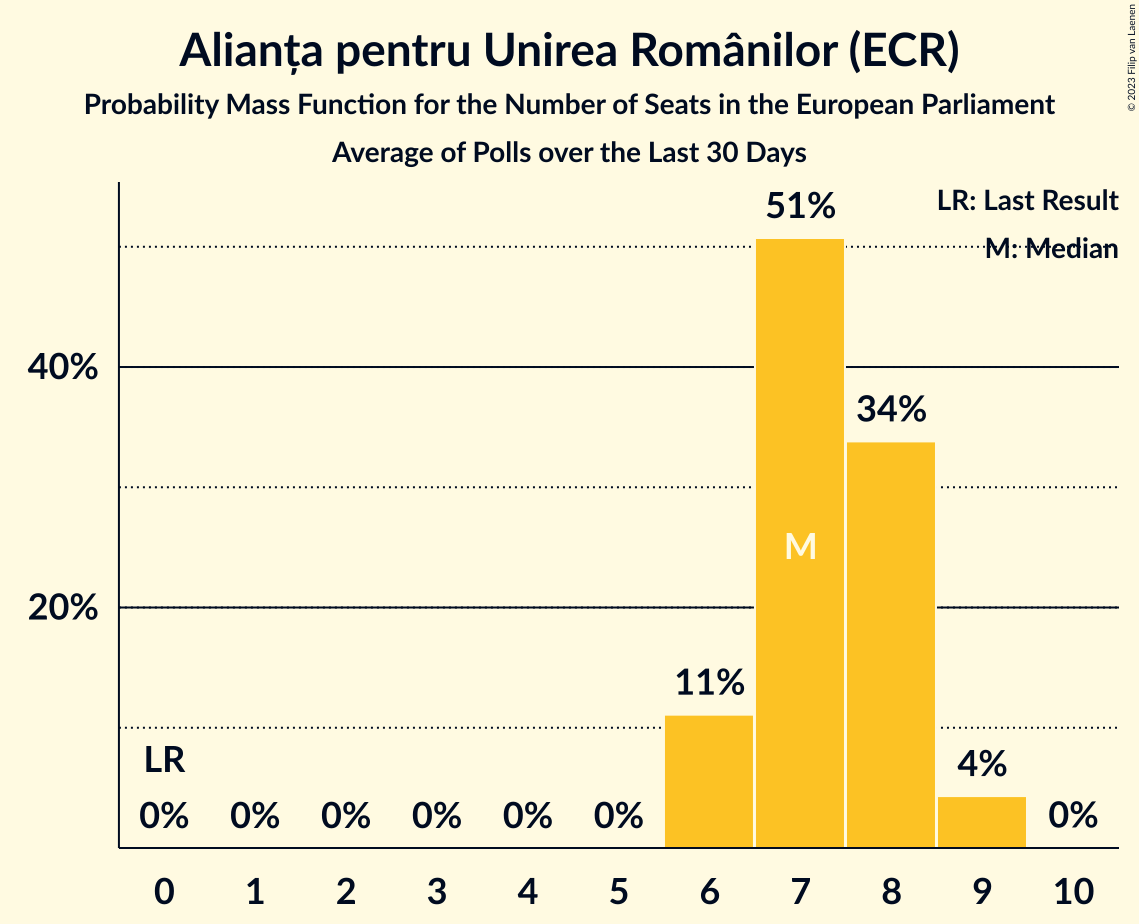 Alianța pentru Unirea Românilor (ECR)
Probability Mass Function for the Number of Seats in the European Parliament
Average of Polls over the Last 30 Days
© 2023 Filip van Laenen
LR: Last Result
M: Median
51%
40%
34%
M
20%
11%
LR
4%
0% 0% 0% 0% 0% 0% 0%
0 1 2 3 4 5 6 7 8 9 10